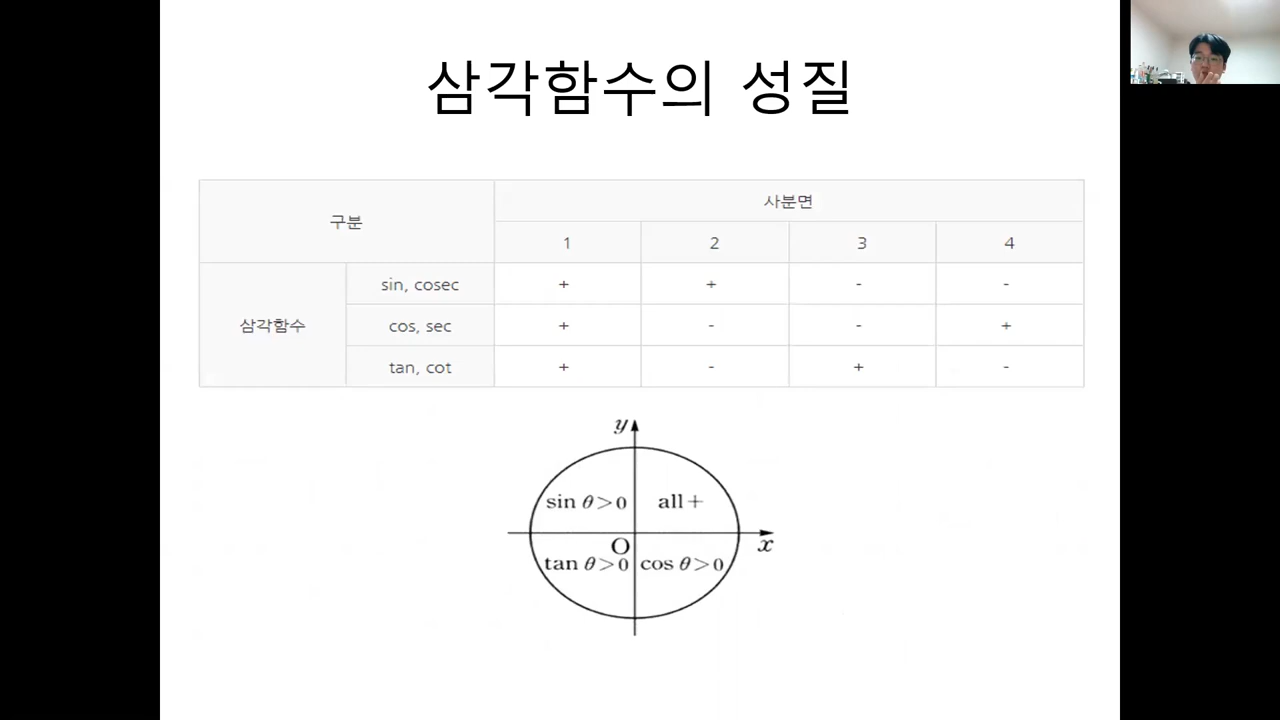 삼각함수의 성질
구분 사분면
1 2 3 4
삼각함수 sin, cosec + + - -
cos, sec + - - +
tan, cot + - + -
y
sin θ>0 all+
O x
tan θ>0 cos θ>0